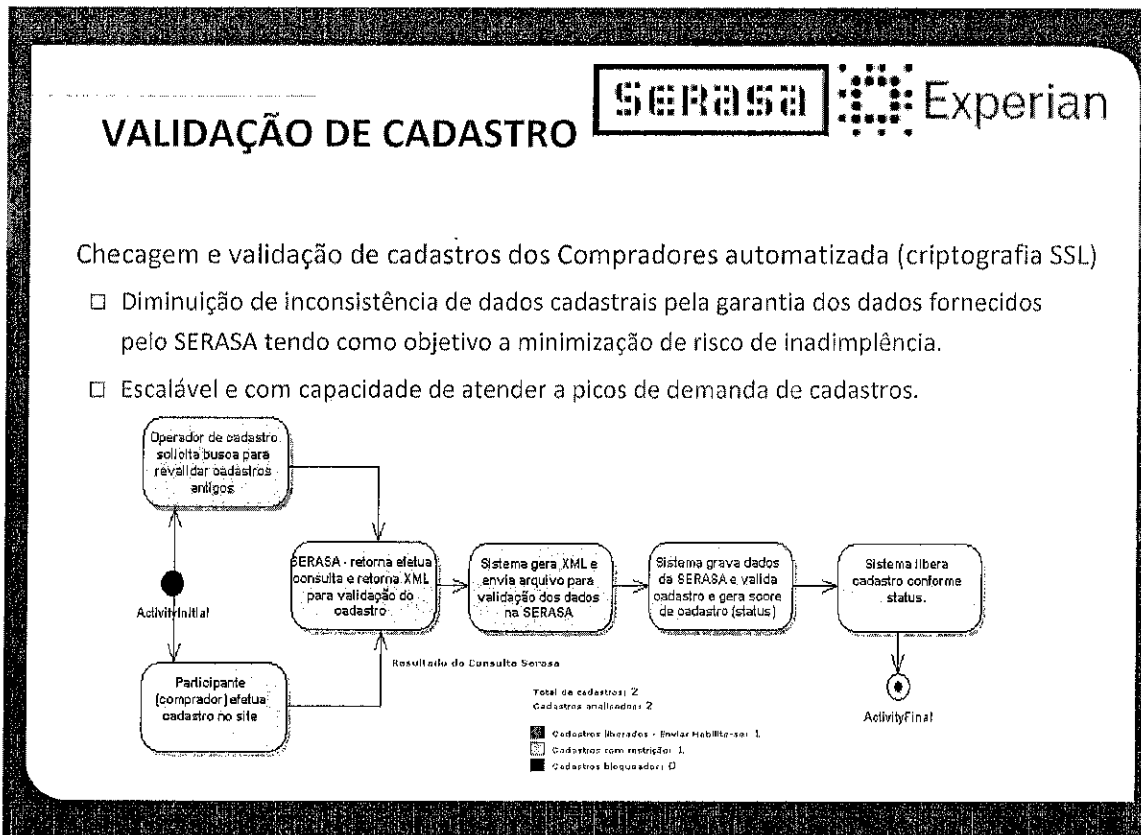 serasa Experian
VALIDAÇÃO DE CADASTRO
Checagem e validação de cadastros dos Compradores automatizada (criptografia SSL)
Diminuição de inconsistência de dados cadastrais pela garantia dos dados fornecidos
pelo SERASA tendo como objetivo a minimização de risco de inadimplência.
Escalável e com capacidade de atender a picos de demanda de cadastros.
Operador de cadastro
solicita busca para
revalidar cadastros
antigos
SERASA - retorna efetua
consulta e retorna XML
para validação do
cadastro
Sistema gera XML e
envia arquivo para
validação dos dados
na SERASA
Sistema grava dados
da SERASA e valida
cadastro e gera score
de cadastro (status)
Sistema libera
cadastro conforme
status.
ActivityInitial
Participante
(comprador) efetua
cadastro no site
Resultado da Consulta Serasa
Total de cadastros: 2
Cadastros analisados: 2
Cadastros liberados - Enviar Habilite-se: 1
Cadastros com restrição: 1
Cadastros bloqueados: 0
ActivityFinal